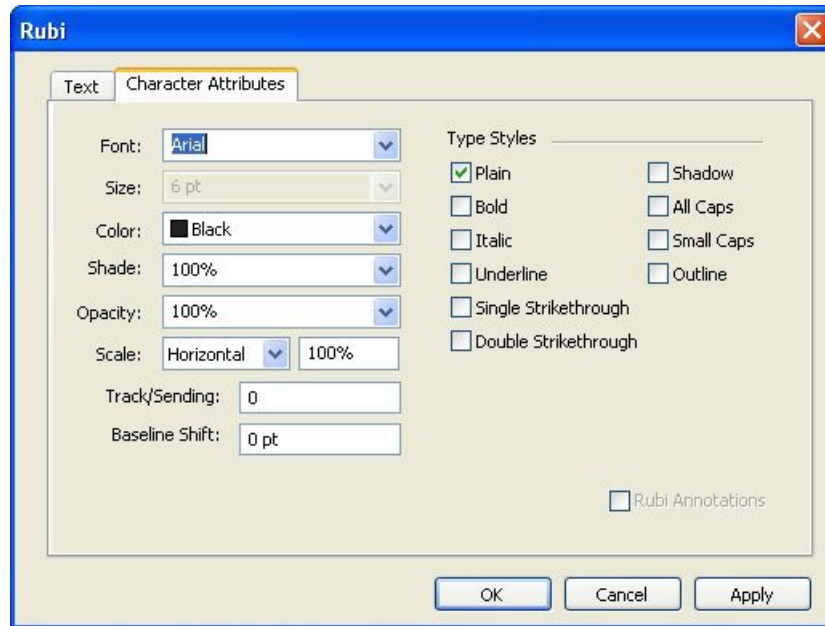 Rubi
Text Character Attributes
Font: Arial
Size: 6 pt
Color: Black
Shade: 100%
Opacity: 100%
Scale: Horizontal 100%
Track/Sending: 0
Baseline Shift: 0 pt
Type Styles
Plain Shadow
Bold All Caps
Italic Small Caps
Underline Outline
Single Strikethrough
Double Strikethrough
Rubi Annotations
OK Cancel Apply